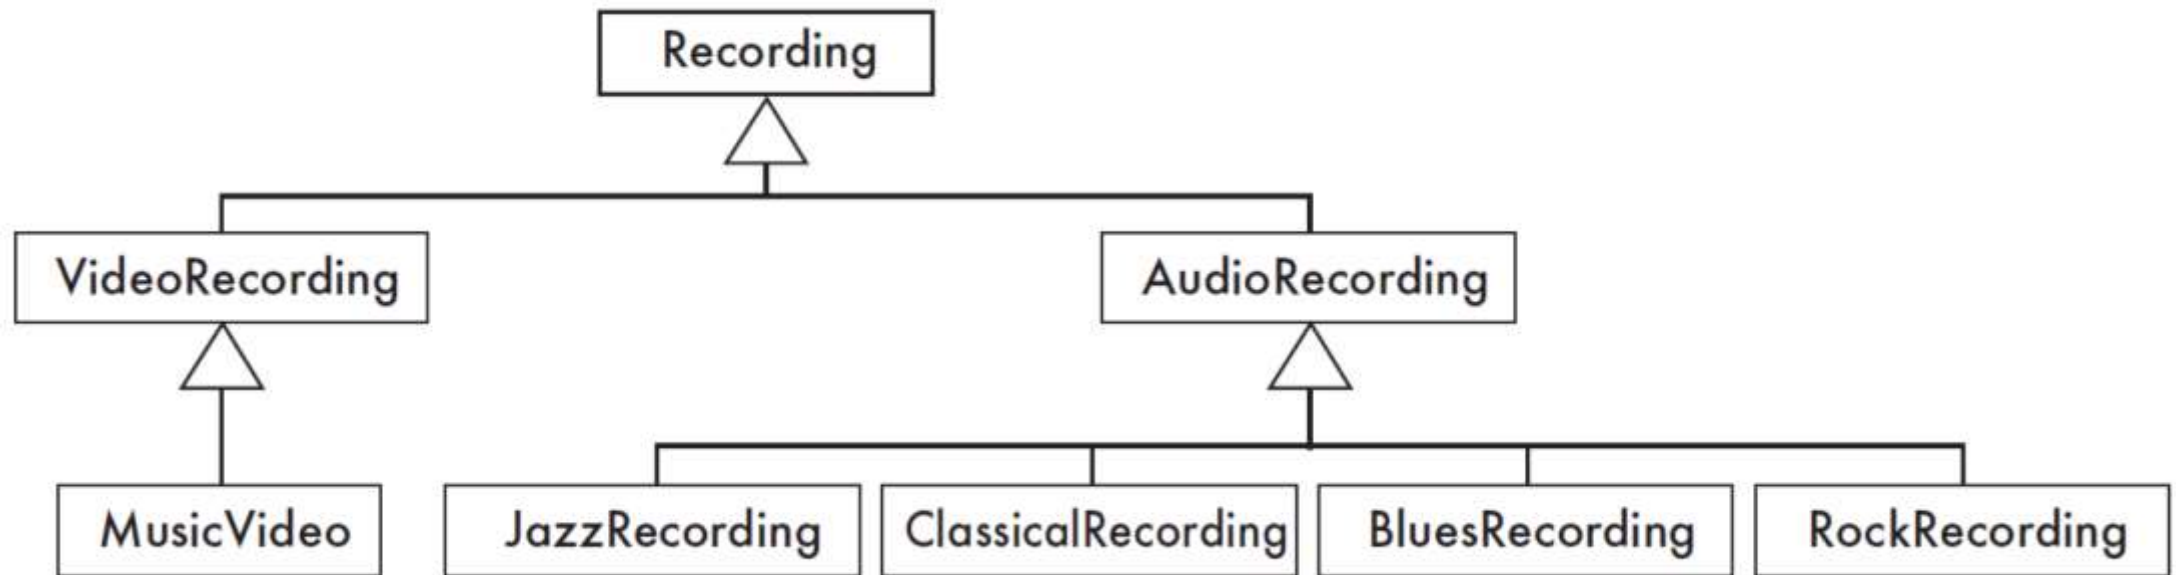 Recording
VideoRecording
AudioRecording
MusicVideo
JazzRecording
ClassicalRecording
BluesRecording
RockRecording